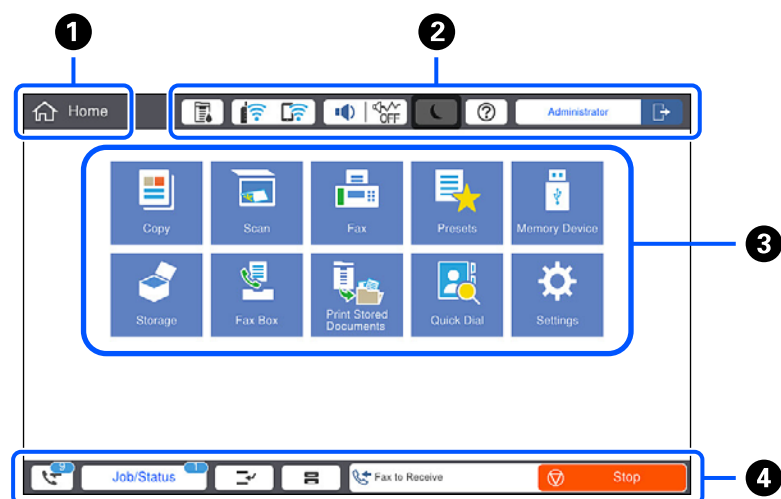 1
2
Home
OFF
?
Administrator
Copy
Scan
Fax
Presets
Memory Device
3
Storage
Fax Box
Print Stored
Documents
Quick Dial
Settings
9
Job/Status
1
Fax to Receive
Stop
4